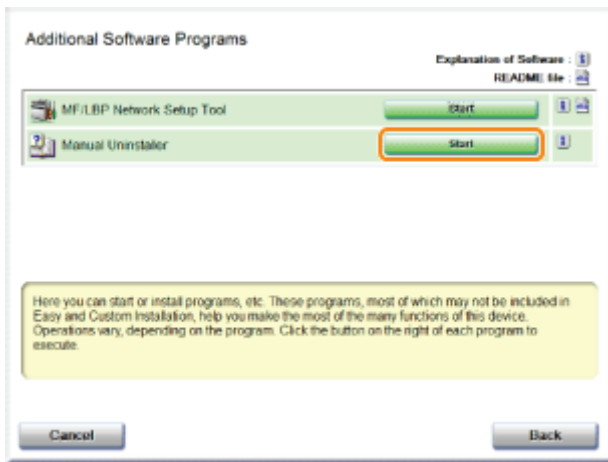 Additional Software Programs
Explanation of Software :
README file :
MF/LBP Network Setup Tool
Start
Manual Uninstaller
Start
Here you can start or install programs, etc. These programs, most of which may not be included in
Easy and Custom Installation, help you make the most of the many functions of this device.
Operations vary, depending on the program. Click the button on the right of each program to
execute.
Cancel
Back